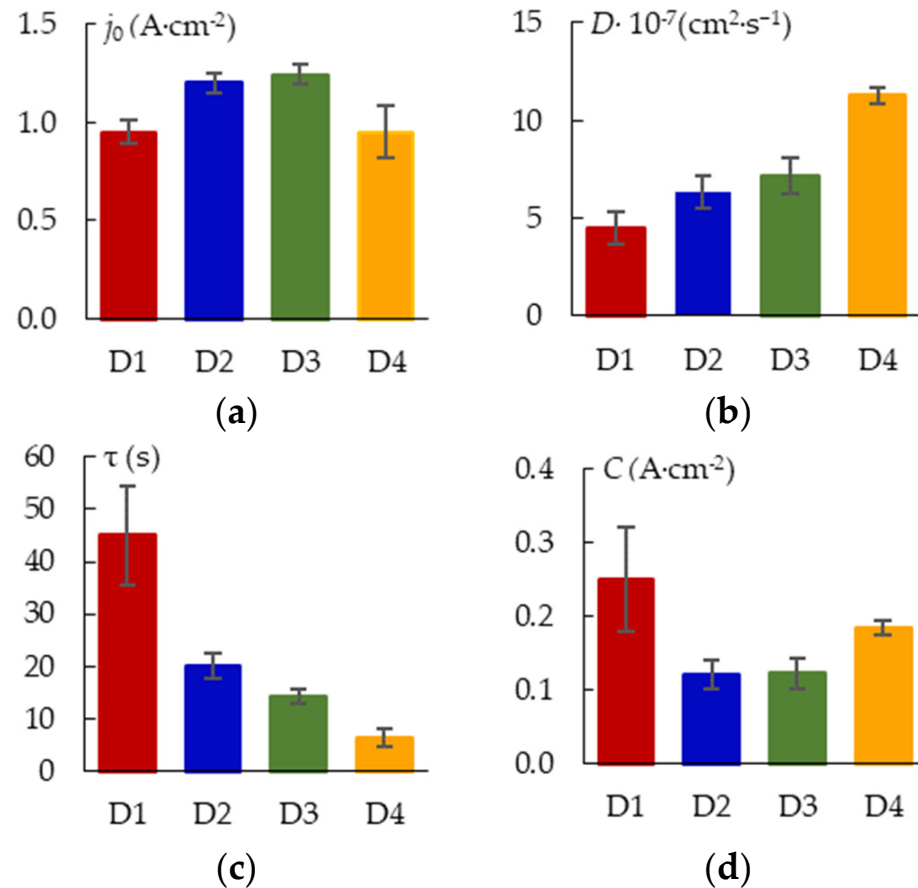 j₀ (A·cm⁻²)
1.5
1.0
0.5
0.0
D1 D2 D3 D4
(a)
D· 10⁻⁷(cm²·s⁻¹)
15
10
5
0
D1 D2 D3 D4
(b)
τ (s)
60
50
40
30
20
10
0
D1 D2 D3 D4
(c)
C (A·cm⁻²)
0.4
0.3
0.2
0.1
0.0
D1 D2 D3 D4
(d)